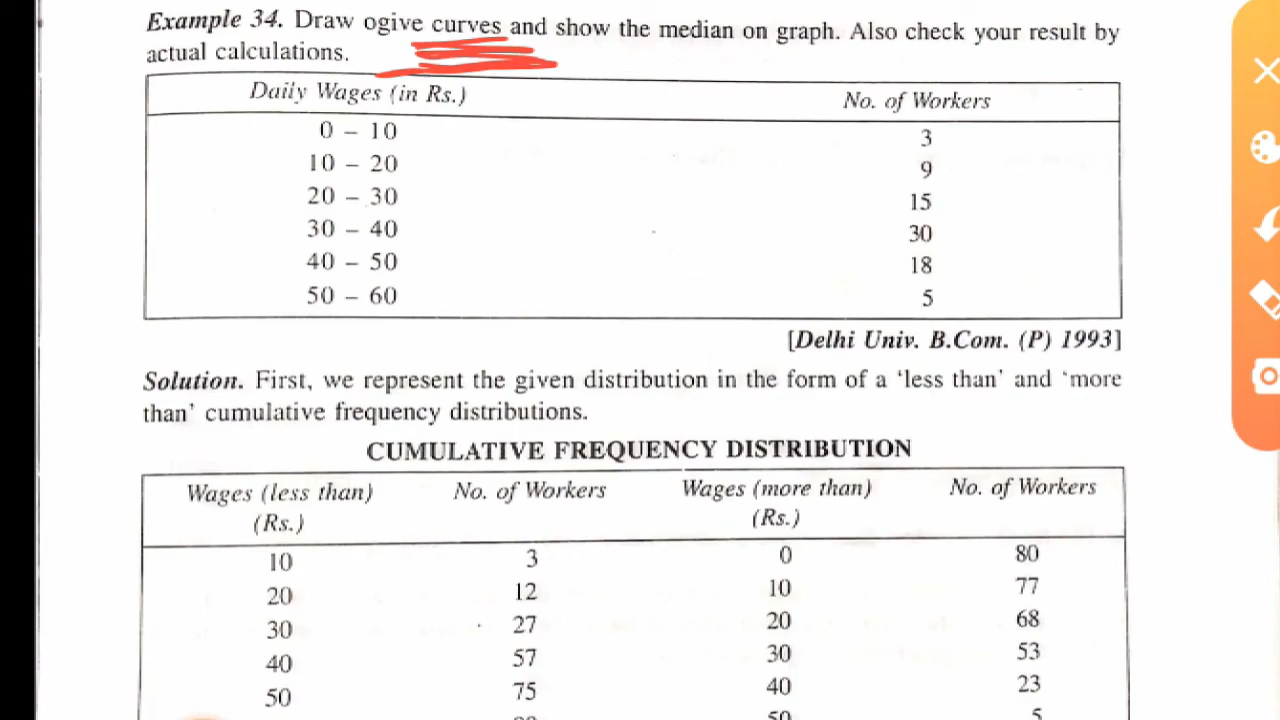 Example 34. Draw ogive curves and show the median on graph. Also check your result by
actual calculations.
Daily Wages (in Rs.) No. of Workers
0 – 10 3
10 – 20 9
20 – 30 15
30 – 40 30
40 – 50 18
50 – 60 5
[Delhi Univ. B.Com. (P) 1993]
Solution. First, we represent the given distribution in the form of a ‘less than’ and ‘more
than’ cumulative frequency distributions.
CUMULATIVE FREQUENCY DISTRIBUTION
Wages (less than) No. of Workers Wages (more than) No. of Workers
(Rs.) (Rs.)
10 3 0 80
20 12 10 77
30 27 20 68
40 57 30 53
50 75 40 23
50 5